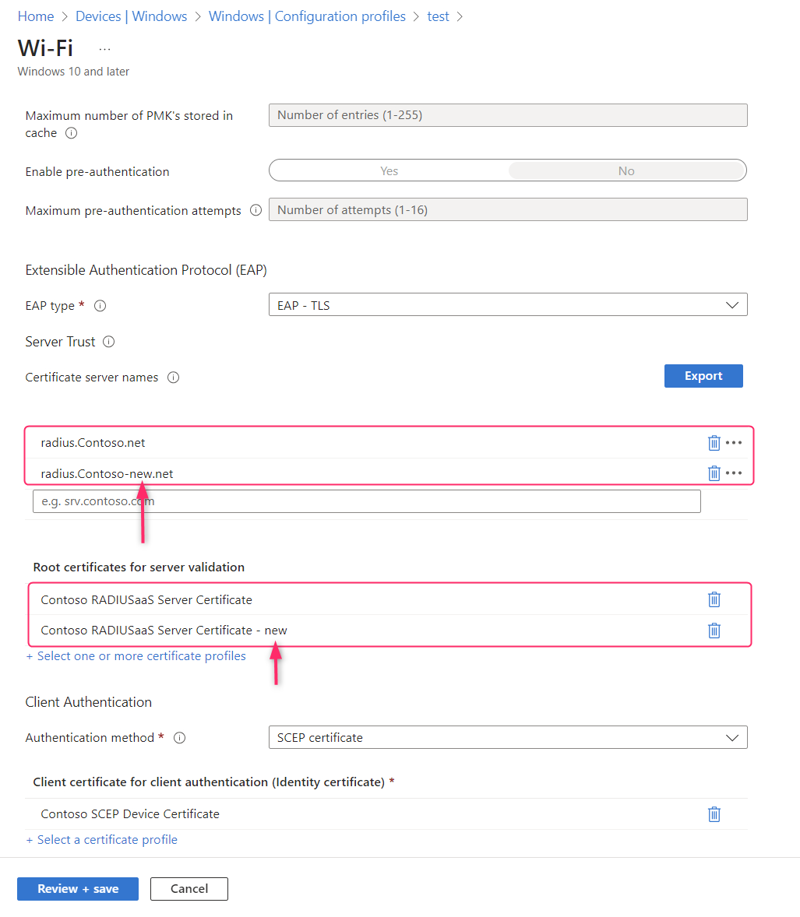 Home > Devices | Windows > Windows | Configuration profiles > test >
Wi-Fi ...
Windows 10 and later
Maximum number of PMK's stored in
cache
Number of entries (1-255)
Enable pre-authentication
Yes
No
Maximum pre-authentication attempts
Number of attempts (1-16)
Extensible Authentication Protocol (EAP)
EAP type *
EAP - TLS
Server Trust
Certificate server names
Export
radius.Contoso.net
radius.Contoso-new.net
e.g. srv.contoso.com
Root certificates for server validation
Contoso RADIUSaaS Server Certificate
Contoso RADIUSaaS Server Certificate - new
+ Select one or more certificate profiles
Client Authentication
Authentication method *
SCEP certificate
Client certificate for client authentication (Identity certificate) *
Contoso SCEP Device Certificate
+ Select a certificate profile
Review + save
Cancel